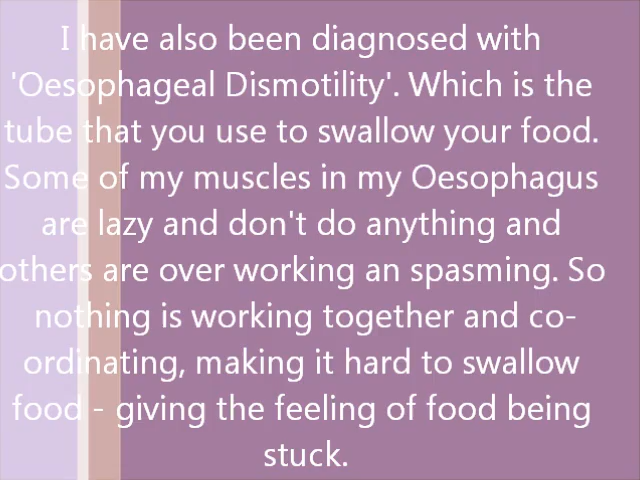 I have also been diagnosed with
'Oesophageal Dismotility'. Which is the
tube that you use to swallow your food.
Some of my muscles in my Oesophagus
are lazy and don't do anything and
others are over working an spasming. So
nothing is working together and co-
ordinating, making it hard to swallow
food - giving the feeling of food being
stuck.